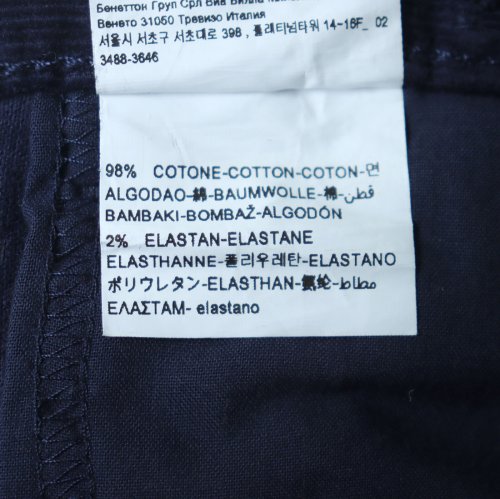 Бенеттон Груп Срл Виа Вилла
Венето 31050 Тревизо Италия
서울시 서초구 서초대로 398 , 플래티넘타워 14-16F_ 02
3488-3646
98% COTONE-COTTON-COTON-면
ALGODAO-綿-BAUMWOLLE-棉-قطن
BAMBAKI-BOMBAŽ-ALGODÓN
2% ELASTAN-ELASTANE
ELASTHANNE-폴리우레탄-ELASTANO
ポリウレタン-ELASTHAN-氨纶-مطاط
ΕΛΑΣΤΑΜ- elastano